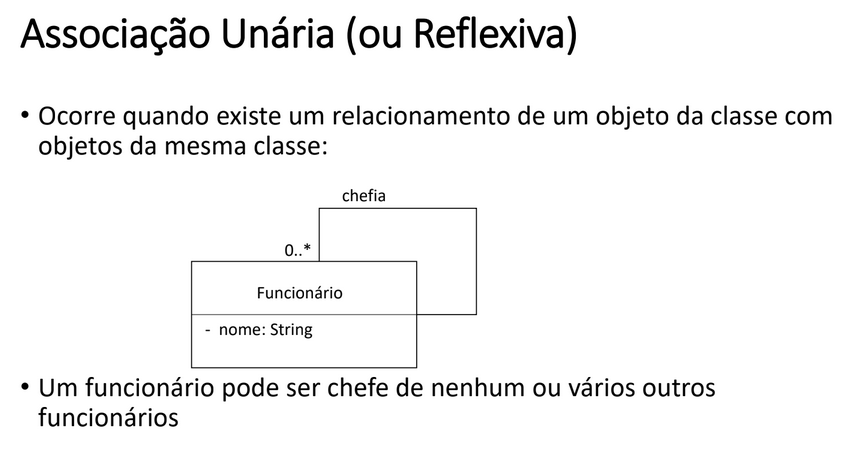 Associação Unária (ou Reflexiva)
• Ocorre quando existe um relacionamento de um objeto da classe com
objetos da mesma classe:
chefia
0..*
Funcionário
- nome: String
• Um funcionário pode ser chefe de nenhum ou vários outros
funcionários